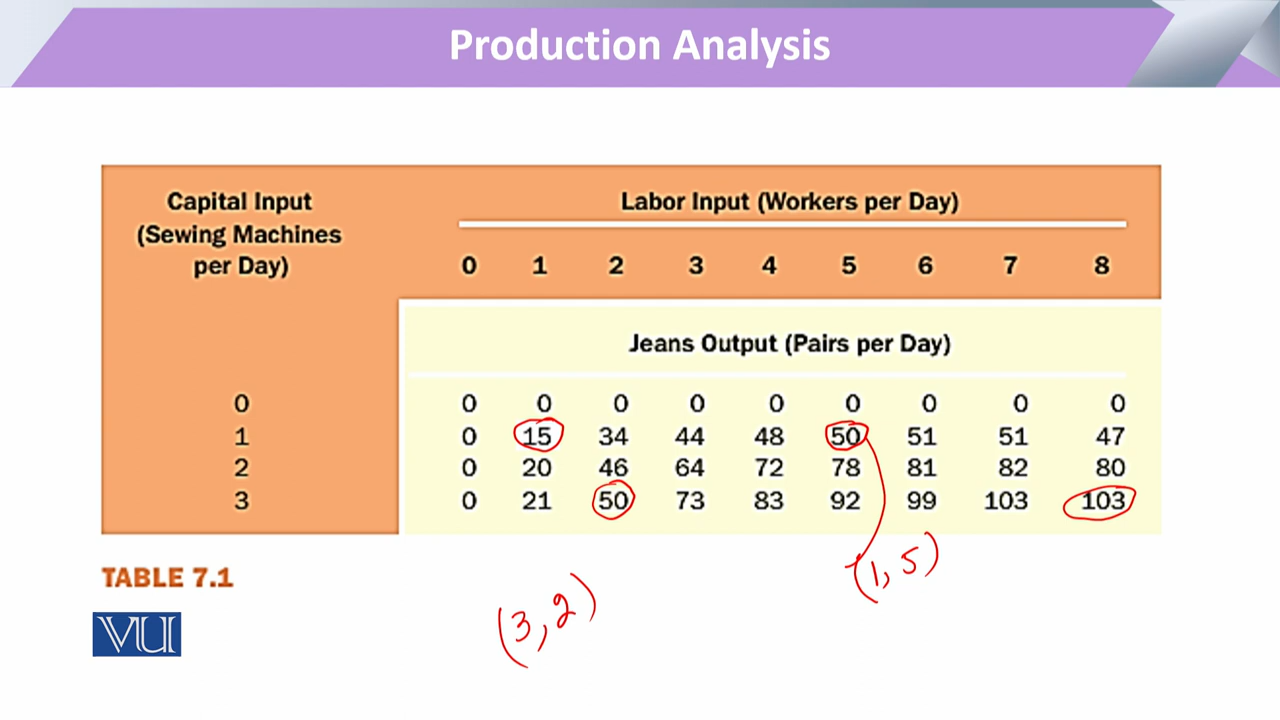 Production Analysis
Capital Input
(Sewing Machines
per Day)
Labor Input (Workers per Day)
0 1 2 3 4 5 6 7 8
Jeans Output (Pairs per Day)
0 0 0 0 0 0 0 0 0 0
1 0 15 34 44 48 50 51 51 47
2 0 20 46 64 72 78 81 82 80
3 0 21 50 73 83 92 99 103 103
TABLE 7.1
(1,5)
(3,2)
VU